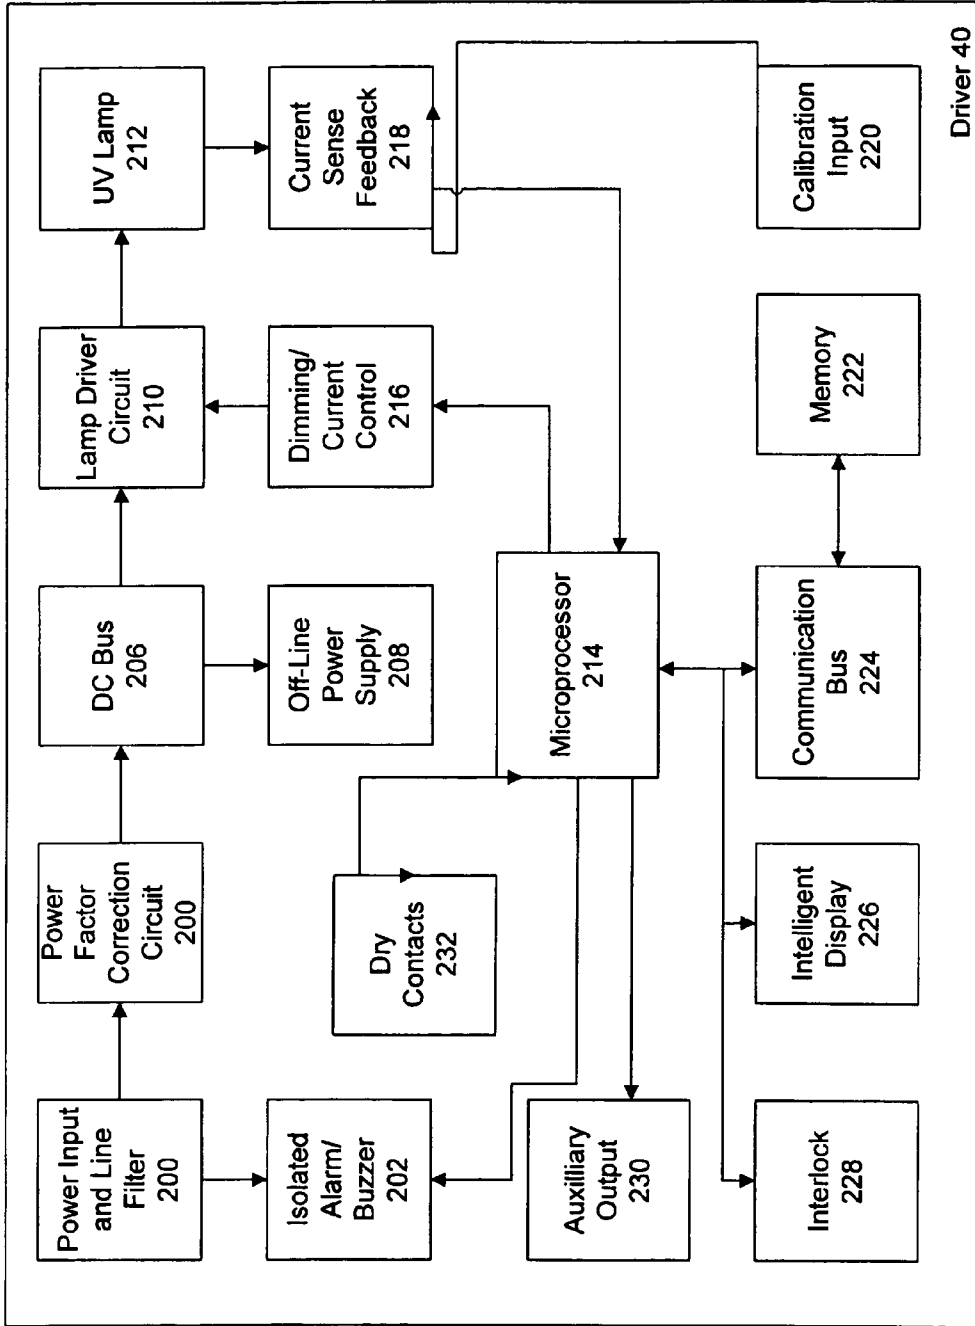 Power Input
and Line
Filter
200
Power
Factor
Correction
Circuit
200
DC Bus
206
Lamp Driver
Circuit
210
UV Lamp
212
Isolated
Alarm/
Buzzer
202
Dry
Contacts
232
Off-Line
Power
Supply
208
Dimming/
Current
Control
216
Current
Sense
Feedback
218
Auxilliary
Output
230
Microprocessor
214
Interlock
228
Intelligent
Display
226
Communication
Bus
224
Memory
222
Calibration
Input
220
Driver 40